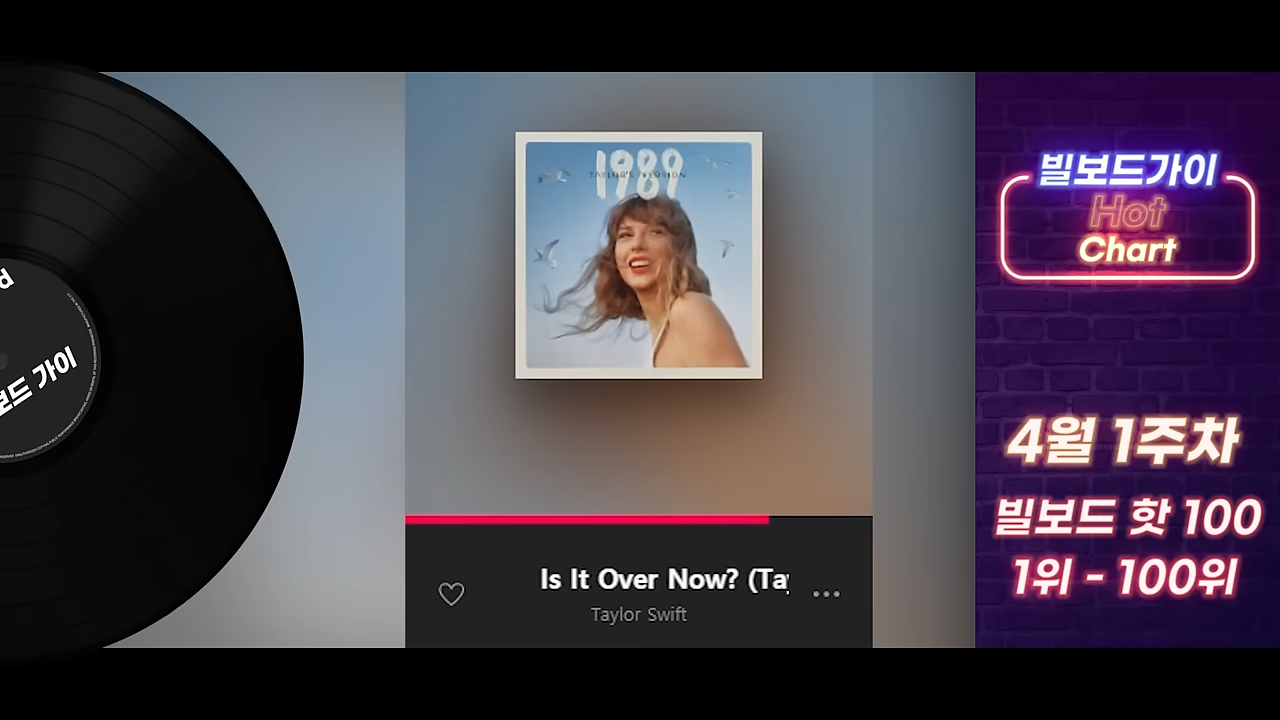 보드 가이
1989
TAYLOR'S VERSION
Is It Over Now? (Ta
Taylor Swift
빌보드가이
Hot
Chart
4월 1주차
빌보드 핫 100
1위 - 100위